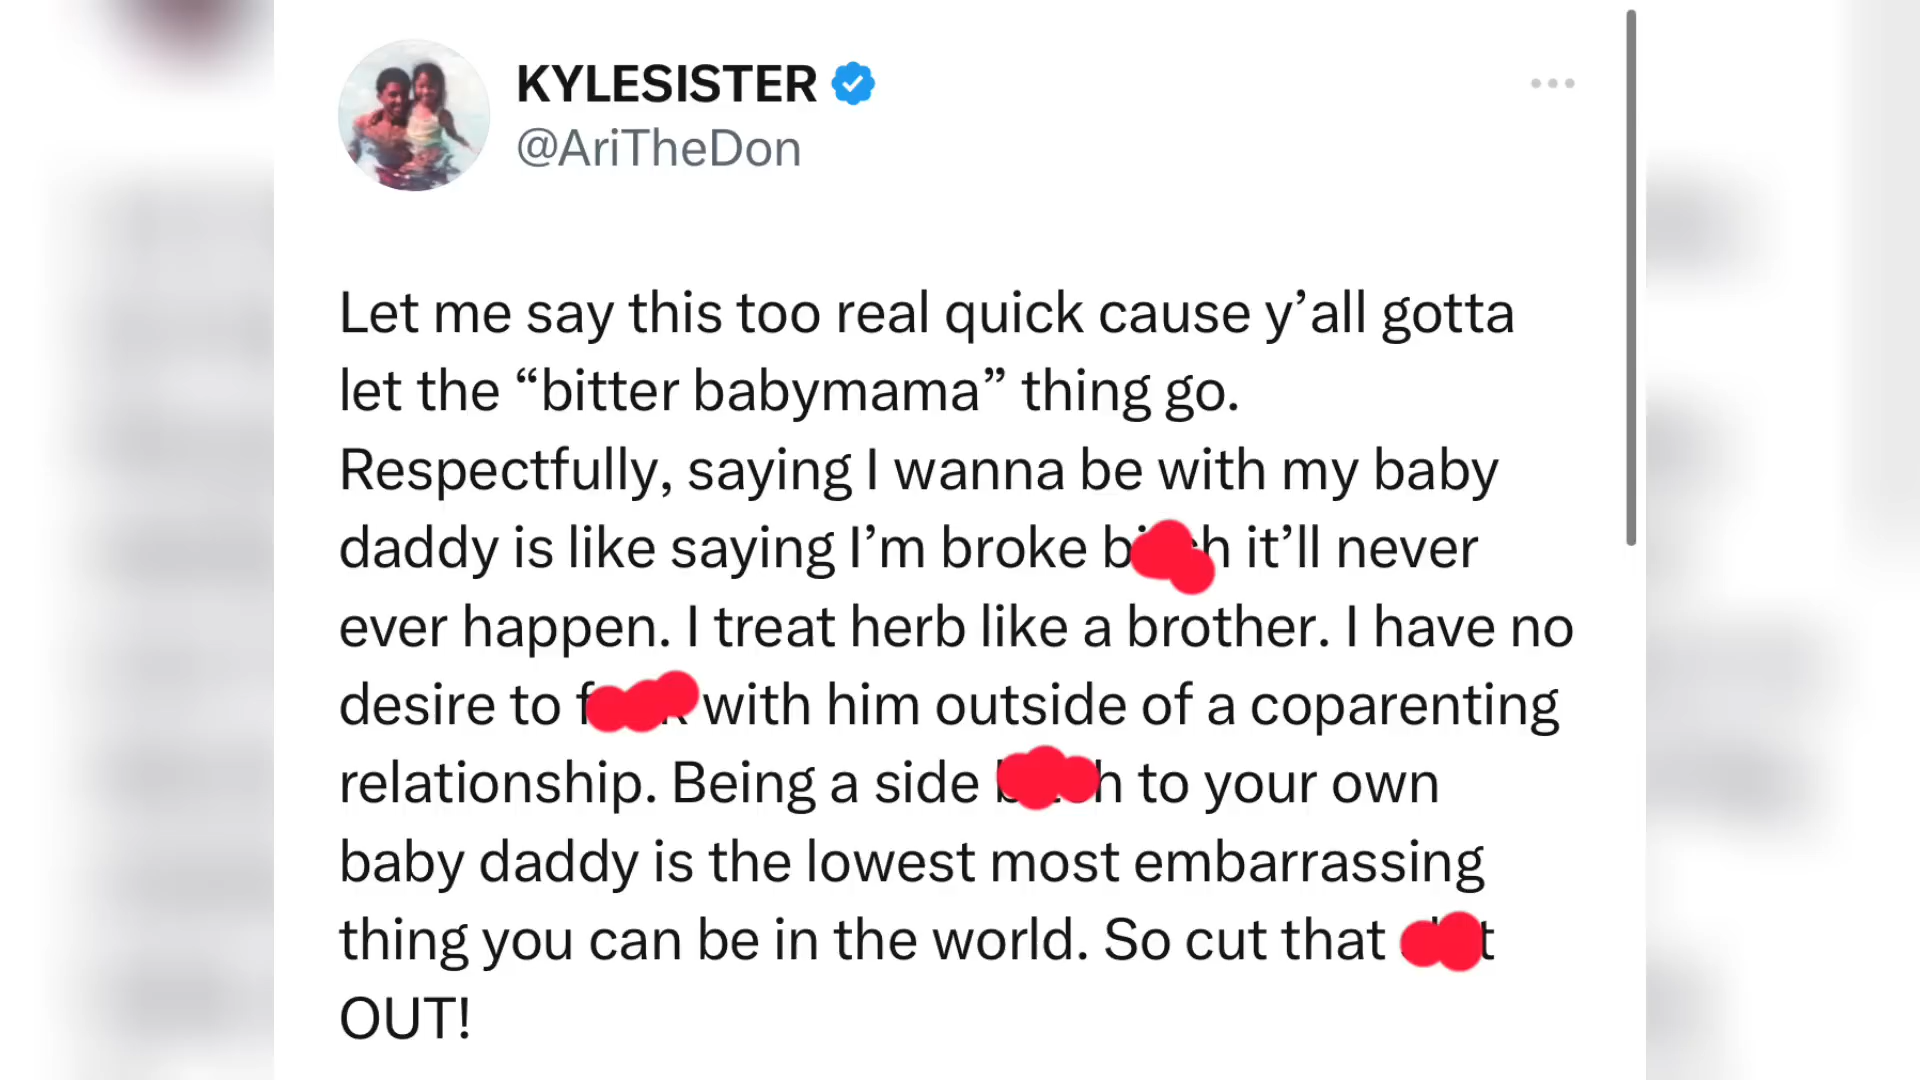 KYLESISTER
@AriTheDon
Let me say this too real quick cause y’all gotta
let the “bitter babymama” thing go.
Respectfully, saying I wanna be with my baby
daddy is like saying I’m broke b h it’ll never
ever happen. I treat herb like a brother. I have no
desire to f with him outside of a coparenting
relationship. Being a side h to your own
baby daddy is the lowest most embarrassing
thing you can be in the world. So cut that t
OUT!